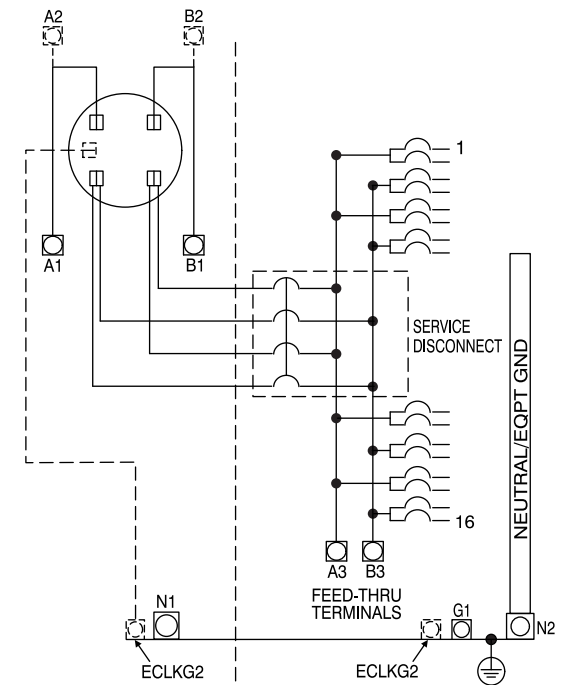 A2
B2
1
A1
B1
SERVICE
DISCONNECT
NEUTRAL/EQPT GND
16
A3
B3
FEED-THRU
TERMINALS
N1
G1
N2
ECLKG2
ECLKG2